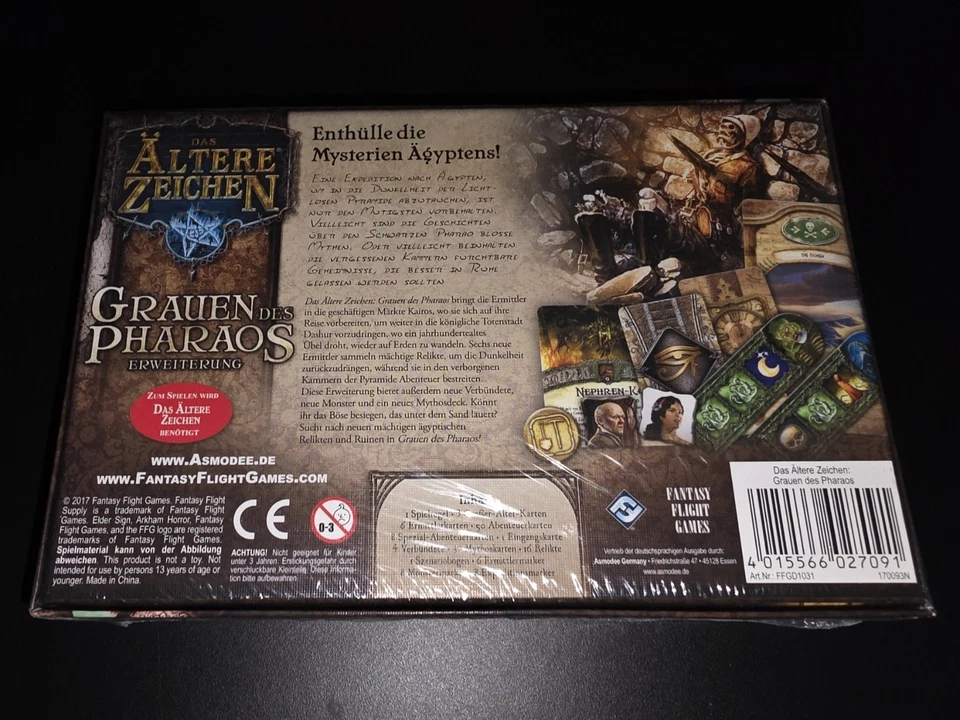 DAS
ÄLTERE
ZEICHEN
GRAUEN DES
PHARAOS
ERWEITERUNG
ZUM SPIELEN WIRD
DAS ÄLTERE
ZEICHEN
BENÖTIGT
WWW.ASMODEE.DE
WWW.FANTASYFLIGHTGAMES.COM
© 2017 Fantasy Flight Games. Fantasy Flight
Supply is a trademark of Fantasy Flight
Games. Elder Sign, Arkham Horror, Fantasy
Flight Games, and the FFG logo are registered
trademarks of Fantasy Flight Games.
Spielmaterial kann von der Abbildung
abweichen. This product is not a toy. Not
intended for use by persons 13 years of age or
younger. Made in China.
CE
0-3
ACHTUNG! Nicht geeignet für Kinder
unter 3 Jahren. Erstickungsgefahr durch
verschluckbare Kleinteile. Diese Informa-
tion bitte aufbewahren.
Enthülle die
Mysterien Ägyptens!
EINE EXPEDITION NACH ÄGYPTEN,
UM IN DIE DUNKELHEIT DER LICHT-
LOSEN PYRAMIDE ABZUTAUCHEN, IST
NUR DEN MUTIGSTEN VORBEHALTEN.
VIELLEICHT SIND DIE GESCHICHTEN
ÜBER DEN SCHWARZEN PHARAO BLOSSE
MYTHEN. ODER VIELLEICHT BEINHALTEN
DIE VERGESSENEN KAMMERN FURCHTBARE
GEHEIMNISSE, DIE BESSER IN RUHE
GELASSEN WERDEN SOLLTEN
Das Ältere Zeichen: Grauen des Pharaos bringt die Ermittler
in die geschäftigen Märkte Kairos, wo sie sich auf ihre
Reise vorbereiten, um weiter in die königliche Totenstadt
Dashur vorzudringen, wo ein jahrhundertealtes
Übel droht, wieder auf Erden zu wandeln. Sechs neue
Ermittler sammeln mächtige Relikte, um die Dunkelheit
zurückzudrängen, während sie in den verborgenen
Kammern der Pyramide Abenteuer bestreiten.
Diese Erweiterung bietet außerdem neue Verbündete,
neue Monster und ein neues Mythosdeck. Könnt
ihr das Böse besiegen, das unter dem Sand lauert?
Sucht nach neuen mächtigen ägyptischen
Relikten und Ruinen in Grauen des Pharaos!
1 Spielregel
6 Ermittlerkarten • 50 Abenteuerkarten
8 Spezial-Abenteuerkarten • 1 Eingangskarte
4 Verbündete Mythoskarten • 16 Relikte
1 Szenariobogen • 6 Ermittlermarker
NEPHREN-K
FANTASY
FLIGHT
GAMES
Vertrieb der deutschsprachigen Ausgabe durch:
Asmodee Germany • Friedrichstraße 47 • 45128 Essen
www.asmodee.de
Das Ältere Zeichen:
Grauen des Pharaos
4 015566 027091
Art.Nr.: FFGD1031 170093N